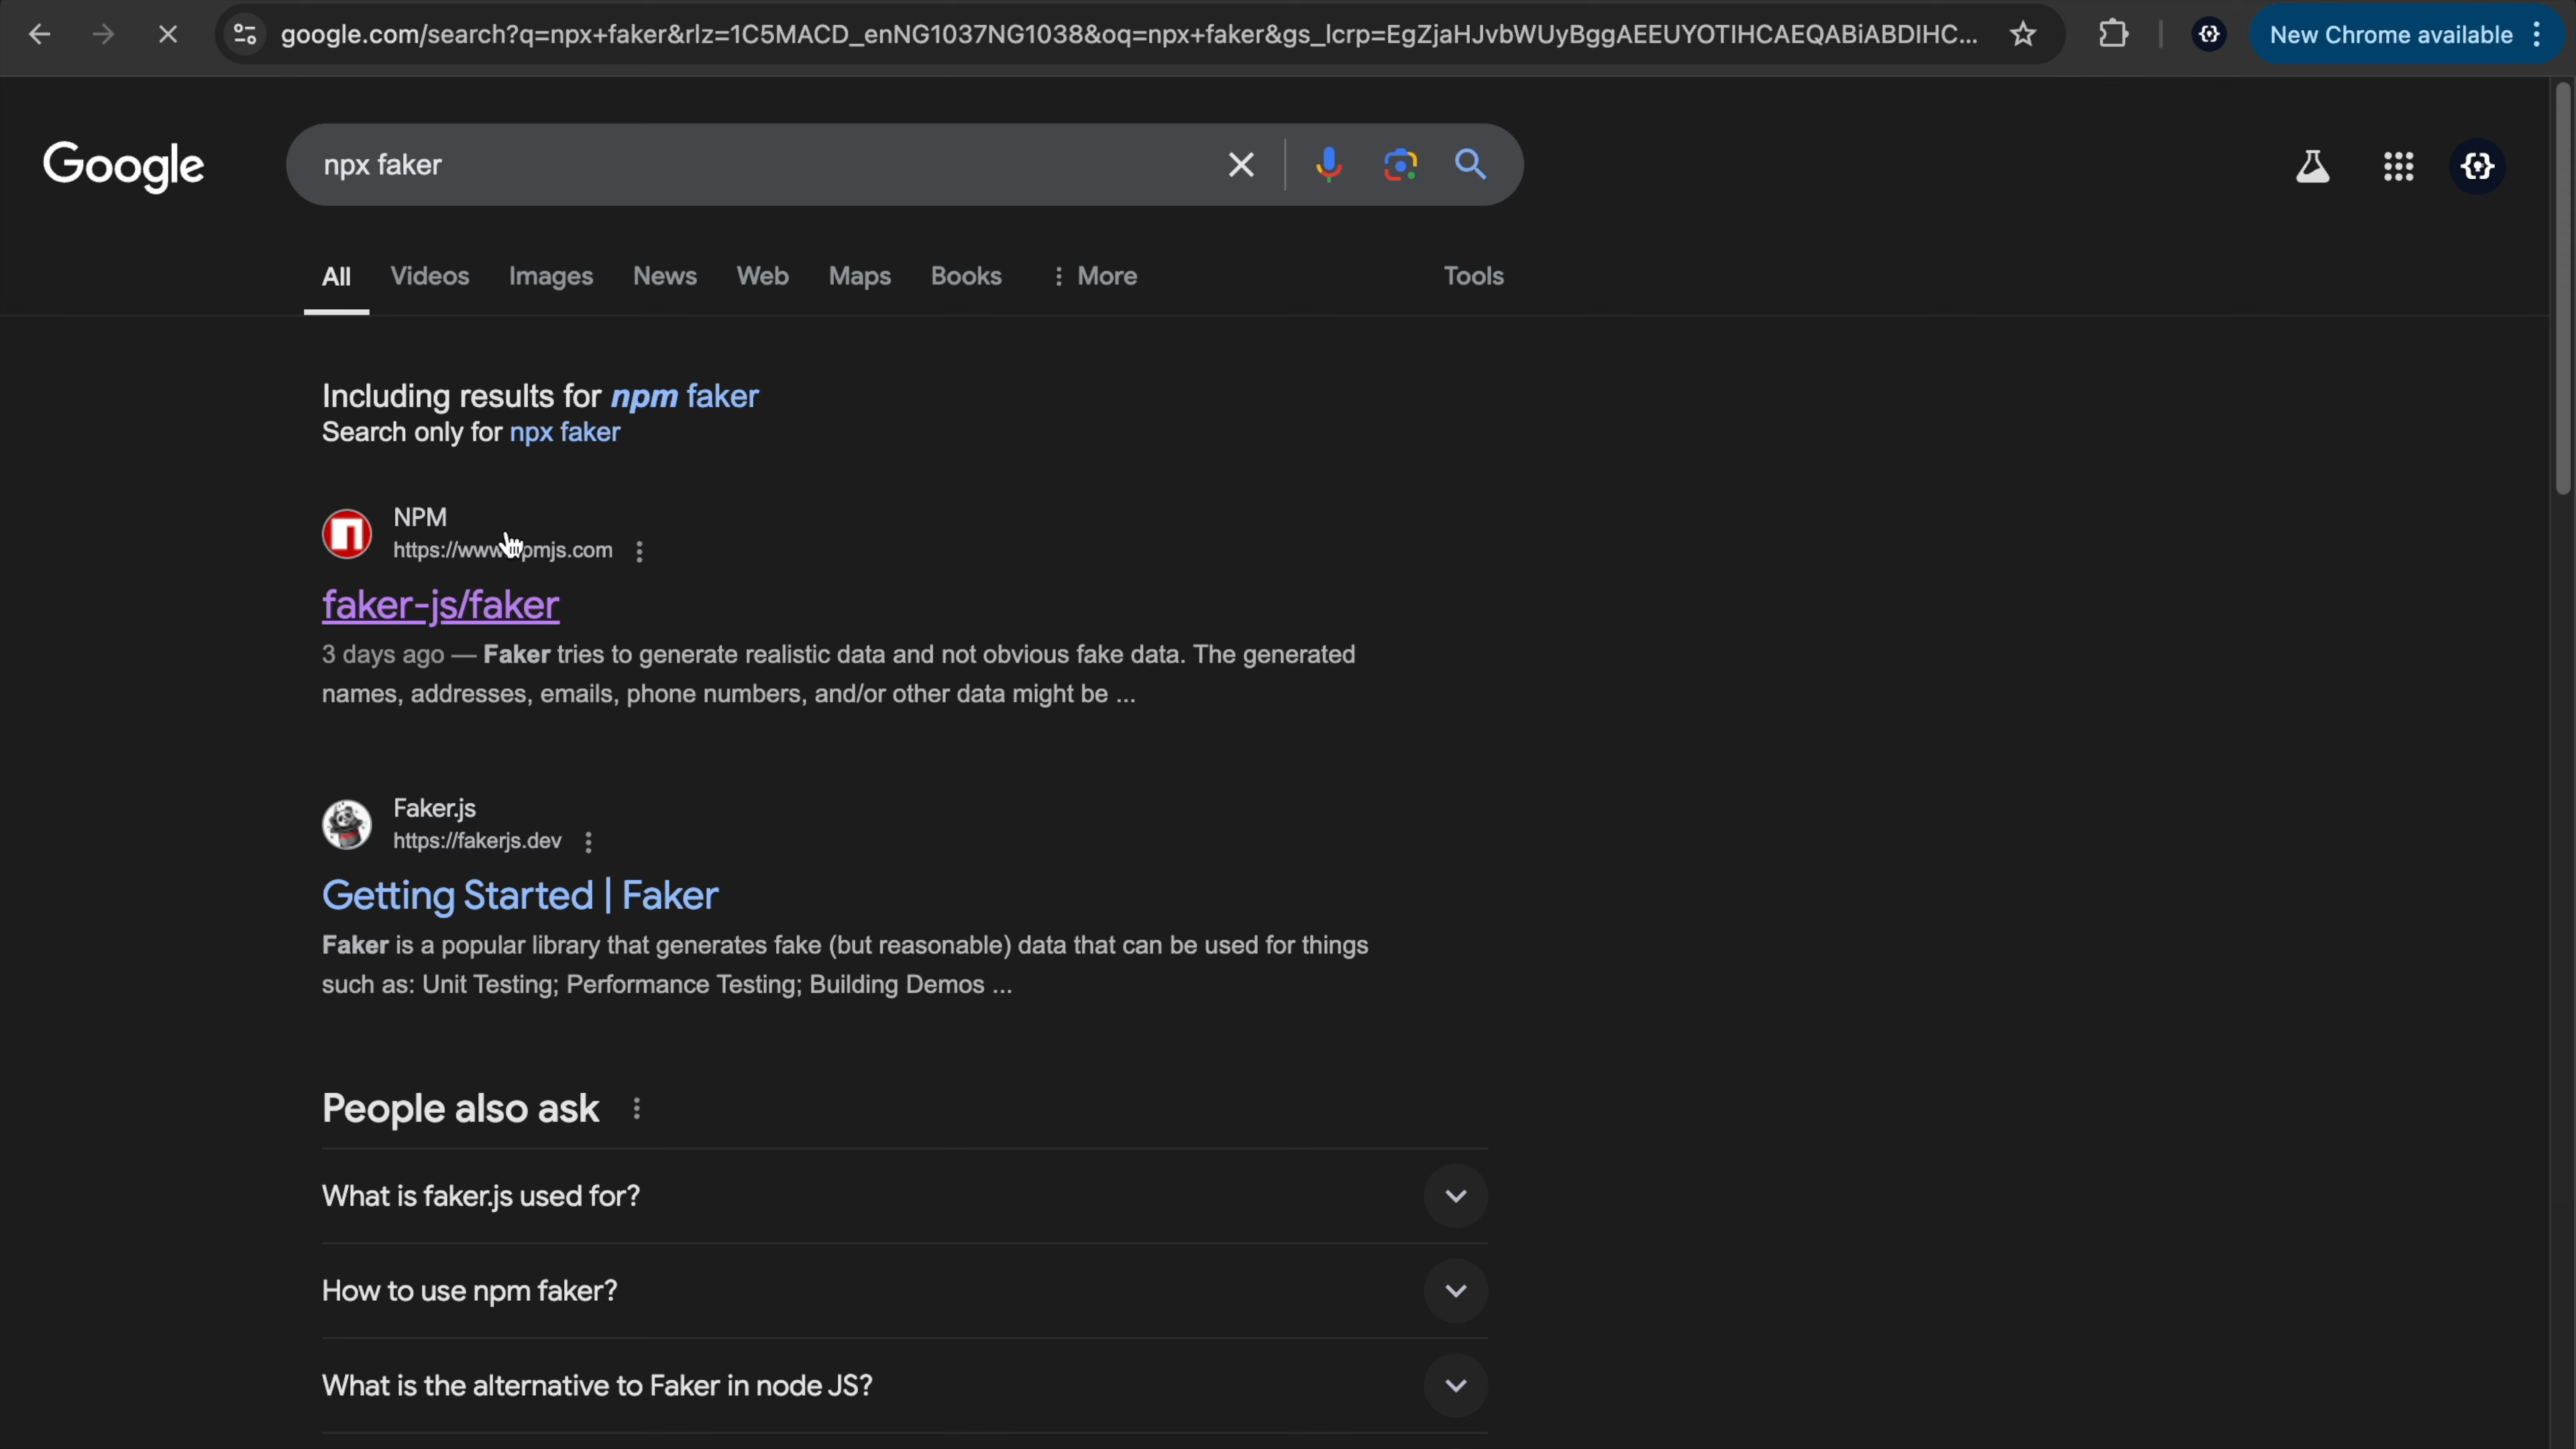 google.com/search?q=npx+faker&rlz=1C5MACD_enNG1037NG1038&oq=npx+faker&gs_lcrp=EgZjaHJvbWUyBggAEEUYOTIHCAEQABiABDIHC...
New Chrome available
Google
npx faker
All Videos Images News Web Maps Books More Tools
Including results for npm faker
Search only for npx faker
NPM
https://www.npmjs.com
faker-js/faker
3 days ago — Faker tries to generate realistic data and not obvious fake data. The generated
names, addresses, emails, phone numbers, and/or other data might be ...
Faker.js
https://fakerjs.dev
Getting Started | Faker
Faker is a popular library that generates fake (but reasonable) data that can be used for things
such as: Unit Testing; Performance Testing; Building Demos ...
People also ask
What is faker.js used for?
How to use npm faker?
What is the alternative to Faker in node JS?